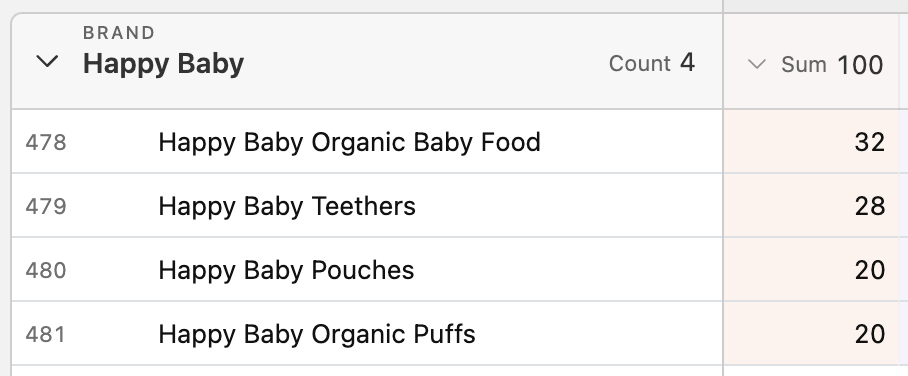 BRAND
Happy Baby Count 4 Sum 100
478 Happy Baby Organic Baby Food 32
479 Happy Baby Teethers 28
480 Happy Baby Pouches 20
481 Happy Baby Organic Puffs 20